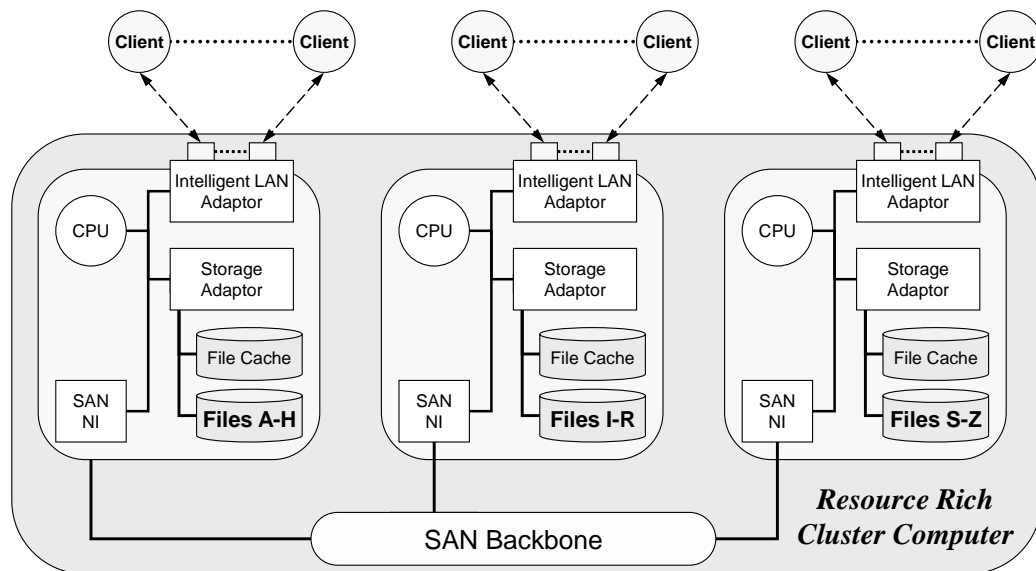 Client Client Client Client Client Client
Intelligent LAN Adaptor
CPU
Storage Adaptor
File Cache
SAN NI
Files A-H
Intelligent LAN Adaptor
CPU
Storage Adaptor
File Cache
SAN NI
Files I-R
Intelligent LAN Adaptor
CPU
Storage Adaptor
File Cache
SAN NI
Files S-Z
SAN Backbone
Resource Rich
Cluster Computer